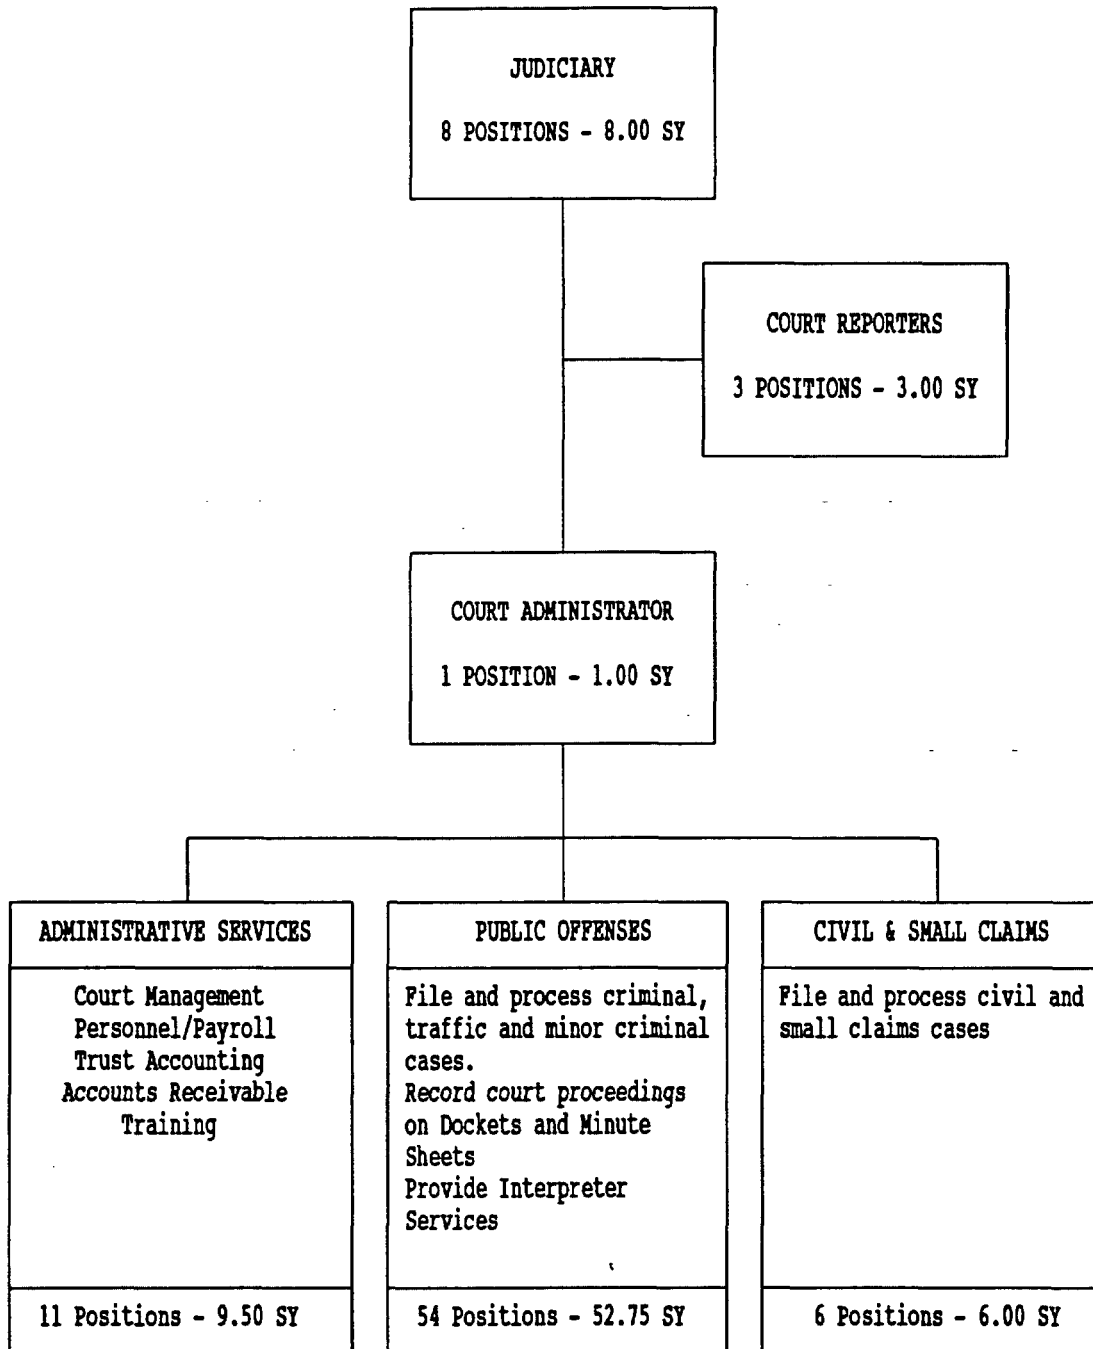 JUDICIARY
8 POSITIONS - 8.00 SY
COURT REPORTERS
3 POSITIONS - 3.00 SY
COURT ADMINISTRATOR
1 POSITION - 1.00 SY
ADMINISTRATIVE SERVICES
Court Management
Personnel/Payroll
Trust Accounting
Accounts Receivable
Training
11 Positions - 9.50 SY
PUBLIC OFFENSES
File and process criminal,
traffic and minor criminal
cases.
Record court proceedings
on Dockets and Minute
Sheets
Provide Interpreter
Services
54 Positions - 52.75 SY
CIVIL & SMALL CLAIMS
File and process civil and
small claims cases
6 Positions - 6.00 SY